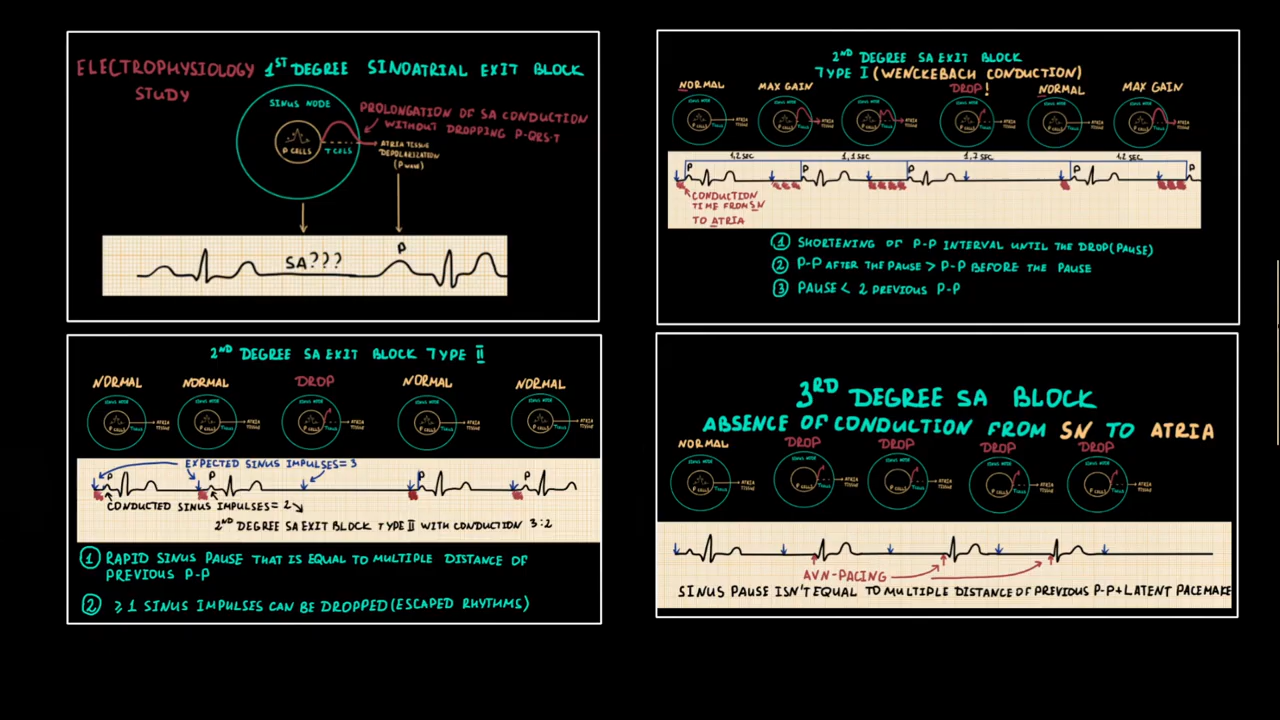 ELECTROPHYSIOLOGY 1ST DEGREE SINOATRIAL EXIT BLOCK
STUDY
SINUS NODE
PROLONGATION OF SA CONDUCTION
WITHOUT DROPPING P-QRS-T
P CELLS
T CELLS
ATRIA TISSUE
DEPOLARIZATION
(P WAVE)
SA???
P
2ND DEGREE SA EXIT BLOCK
TYPE I (WENCKEBACH CONDUCTION)
NORMAL
MAX GAIN
DROP!
NORMAL
MAX GAIN
1,2 SEC
1,1 SEC
1,7 SEC
1,2 SEC
P
P
P
P
P
CONDUCTION
TIME FROM SN
TO ATRIA
① SHORTENING OF P-P INTERVAL UNTIL THE DROP (PAUSE)
② P-P AFTER THE PAUSE > P-P BEFORE THE PAUSE
③ PAUSE < 2 PREVIOUS P-P
2ND DEGREE SA EXIT BLOCK TYPE II
NORMAL
NORMAL
DROP
NORMAL
NORMAL
EXPECTED SINUS IMPULSES = 3
P
P
P
P
CONDUCTED SINUS IMPULSES = 2
2ND DEGREE SA EXIT BLOCK TYPE II WITH CONDUCTION 3:2
① RAPID SINUS PAUSE THAT IS EQUAL TO MULTIPLE DISTANCE OF
PREVIOUS P-P
② ≥ 1 SINUS IMPULSES CAN BE DROPPED (ESCAPED RHYTHMS)
3RD DEGREE SA BLOCK
ABSENCE OF CONDUCTION FROM SN TO ATRIA
NORMAL
DROP
DROP
DROP
DROP
AVN-PACING
SINUS PAUSE ISN'T EQUAL TO MULTIPLE DISTANCE OF PREVIOUS P-P + LATENT PACEMAKE